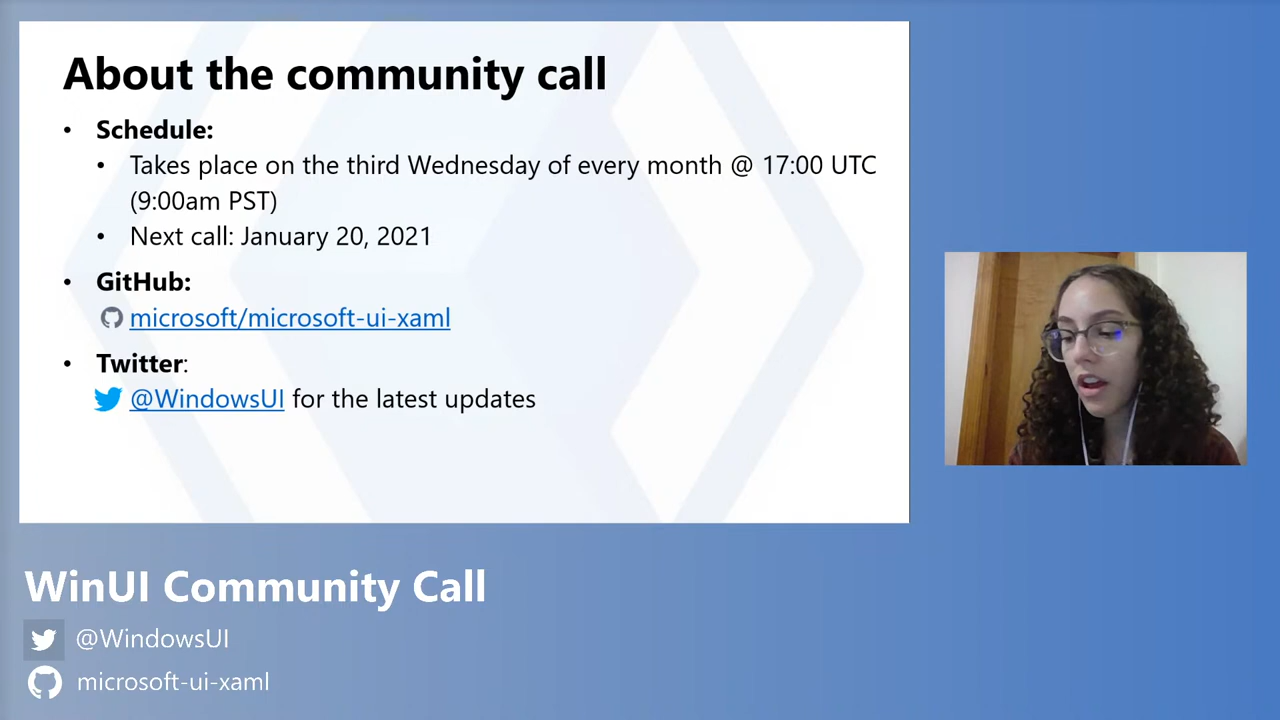 About the community call
• Schedule:
• Takes place on the third Wednesday of every month @ 17:00 UTC
(9:00am PST)
• Next call: January 20, 2021
• GitHub:
microsoft/microsoft-ui-xaml
• Twitter:
@WindowsUI for the latest updates
WinUI Community Call
@WindowsUI
microsoft-ui-xaml